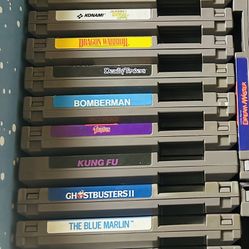 KONAMI
DRAGON WARRIOR
Deadly Towers
BOMBERMAN
KUNG FU
GHOSTBUSTERS II
THE BLUE MARLIN